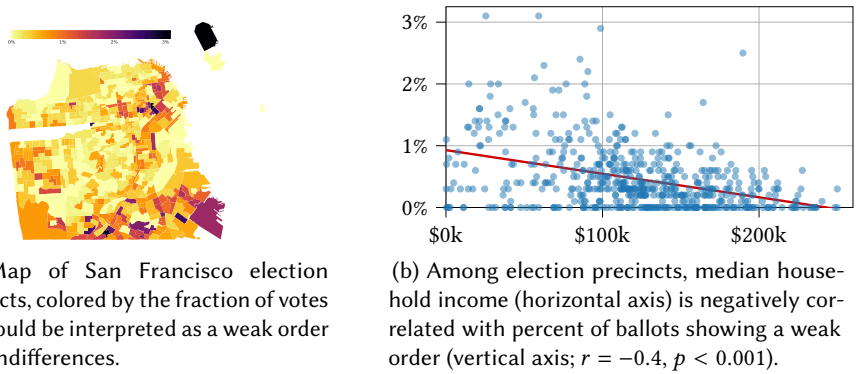 0% 1% 2% 3%
3%
2%
1%
0%
$0k $100k $200k
Map of San Francisco election
cts, colored by the fraction of votes
ould be interpreted as a weak order
ndifferences.
(b) Among election precincts, median house-
hold income (horizontal axis) is negatively cor-
related with percent of ballots showing a weak
order (vertical axis; r = −0.4, p < 0.001).